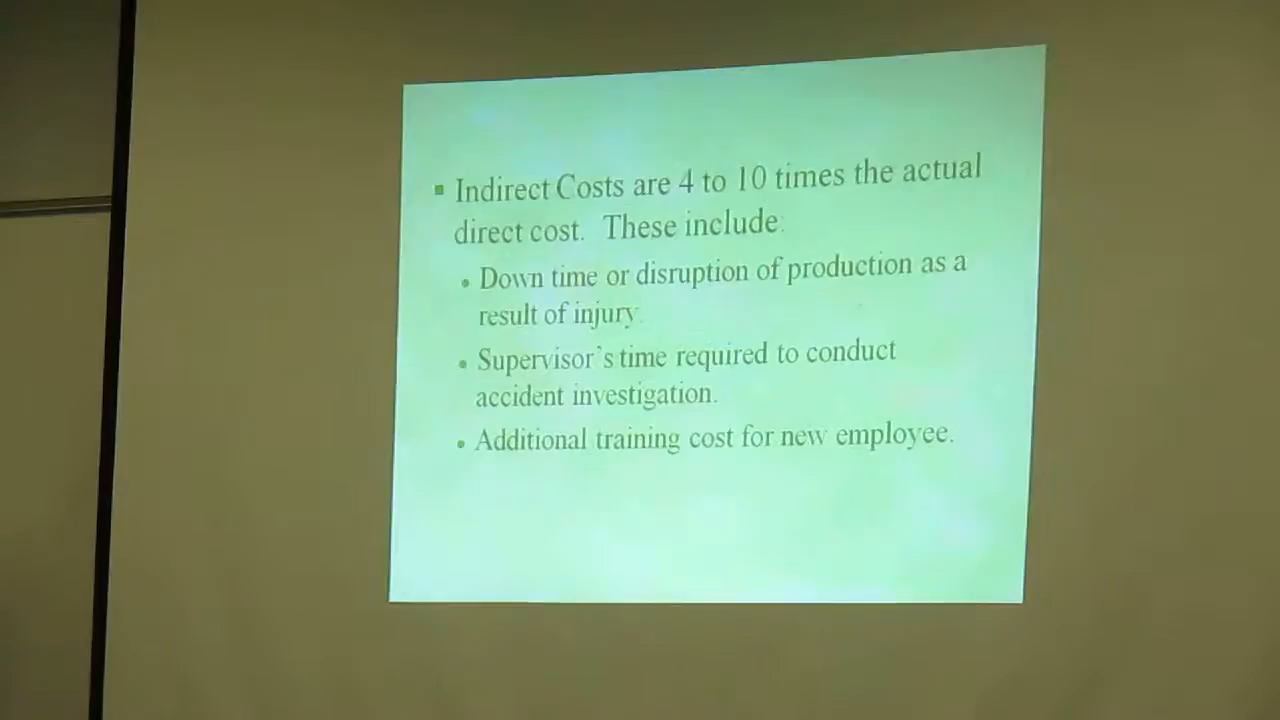 ▪ Indirect Costs are 4 to 10 times the actual
direct cost. These include:
• Down time or disruption of production as a
result of injury.
• Supervisor`s time required to conduct
accident investigation.
• Additional training cost for new employee.